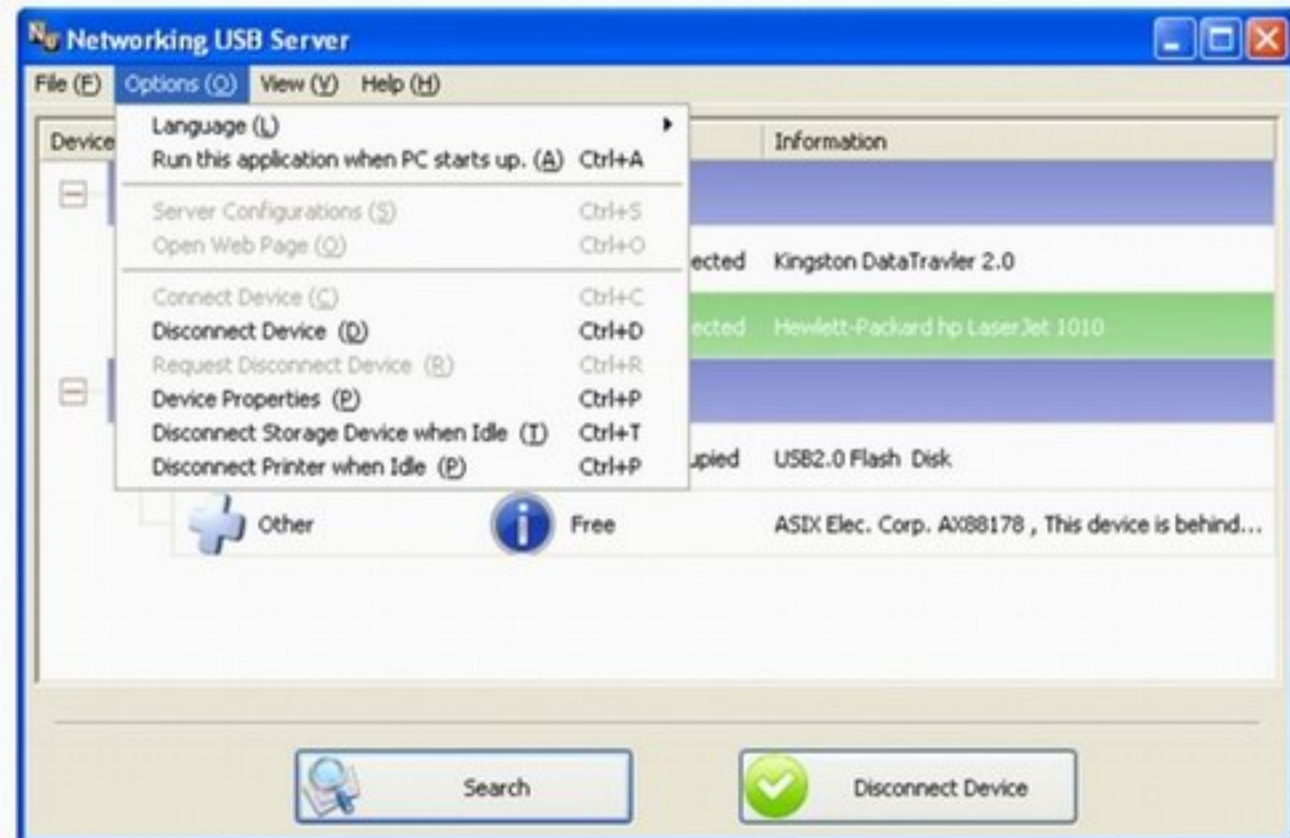 Networking USB Server
File (F) Options (O) View (V) Help (H)
Language (L)
Run this application when PC starts up. (A) Ctrl+A
Server Configurations (S) Ctrl+S
Open Web Page (O) Ctrl+O
Connect Device (C) Ctrl+C
Disconnect Device (D) Ctrl+D
Request Disconnect Device (R) Ctrl+R
Device Properties (P) Ctrl+P
Disconnect Storage Device when Idle (T) Ctrl+T
Disconnect Printer when Idle (P) Ctrl+P
Device Information
ected Kingston DataTravler 2.0
ected Hewlett-Packard hp LaserJet 1010
upied USB2.0 Flash Disk
Other Free ASIX Elec. Corp. AX88178 , This device is behind...
Search Disconnect Device